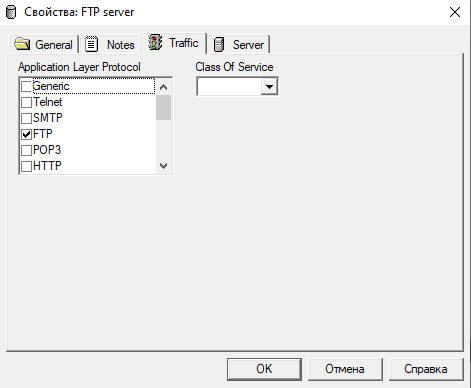 Свойства: FTP server
General Notes Traffic Server
Application Layer Protocol Class Of Service
Generic
Telnet
SMTP
FTP
POP3
HTTP
OK Отмена Справка